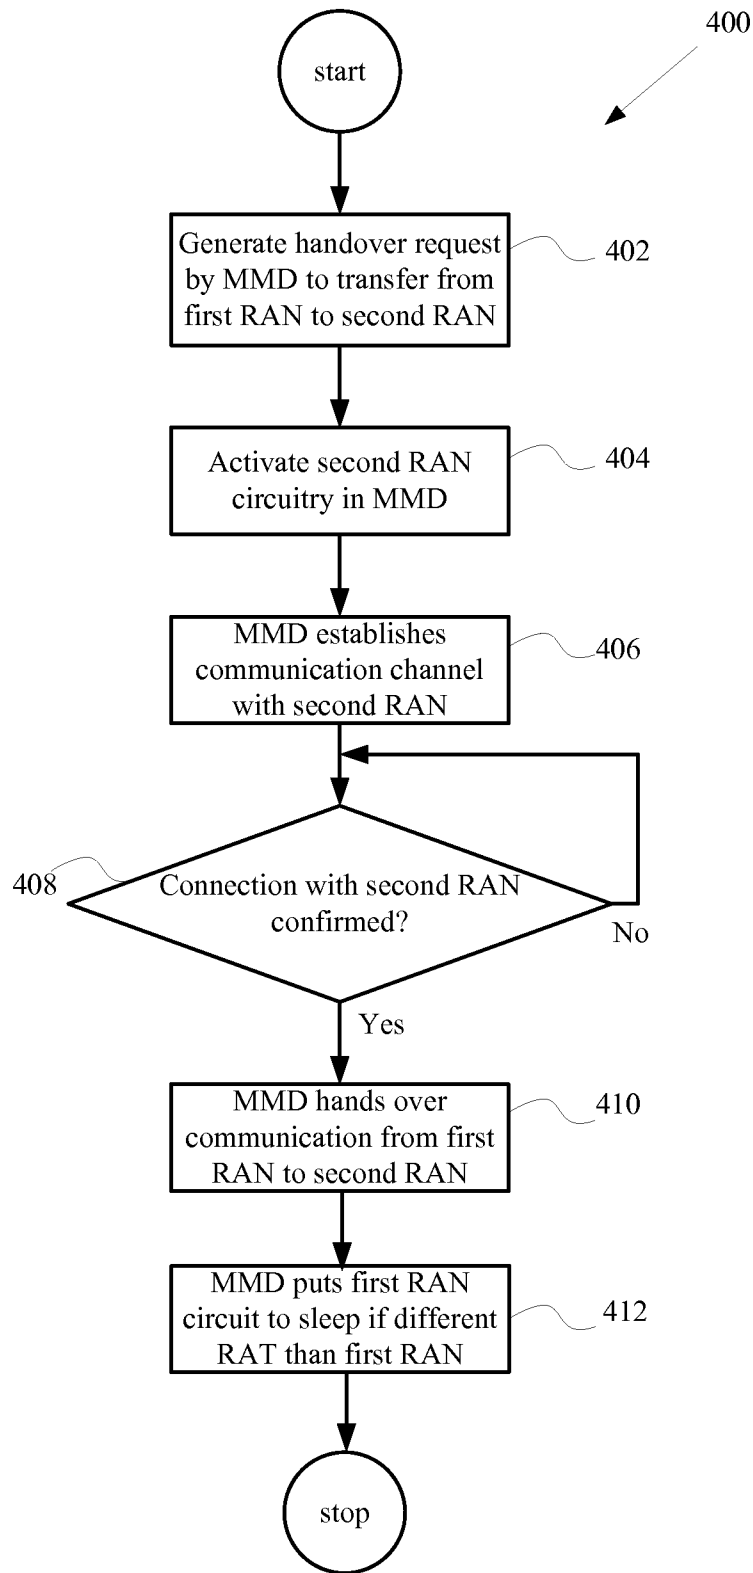 400
start
Generate handover request
by MMD to transfer from
first RAN to second RAN
402
Activate second RAN
circuitry in MMD
404
MMD establishes
communication channel
with second RAN
406
408
Connection with second RAN
confirmed?
No
Yes
MMD hands over
communication from first
RAN to second RAN
410
MMD puts first RAN
circuit to sleep if different
RAT than first RAN
412
stop